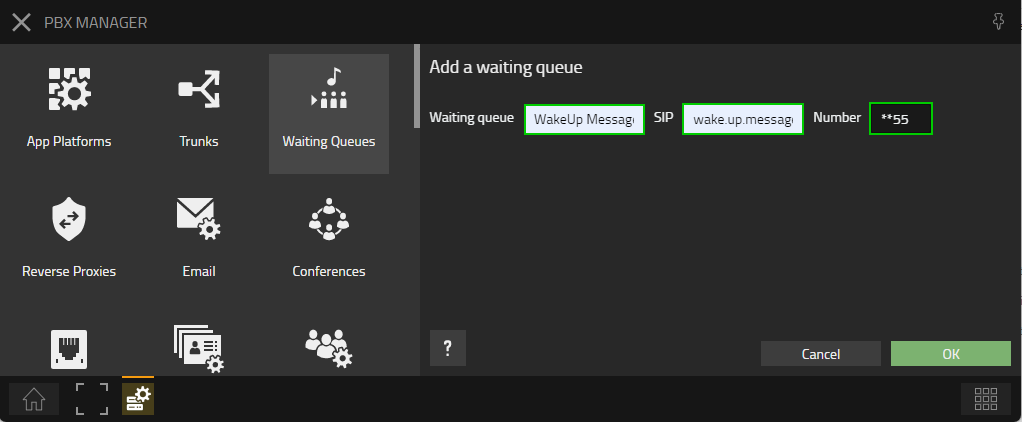 PBX MANAGER
App Platforms
Trunks
Waiting Queues
Reverse Proxies
Email
Conferences
Add a waiting queue
Waiting queue WakeUp Messag SIP wake.up.messag Number **55
?
Cancel
OK